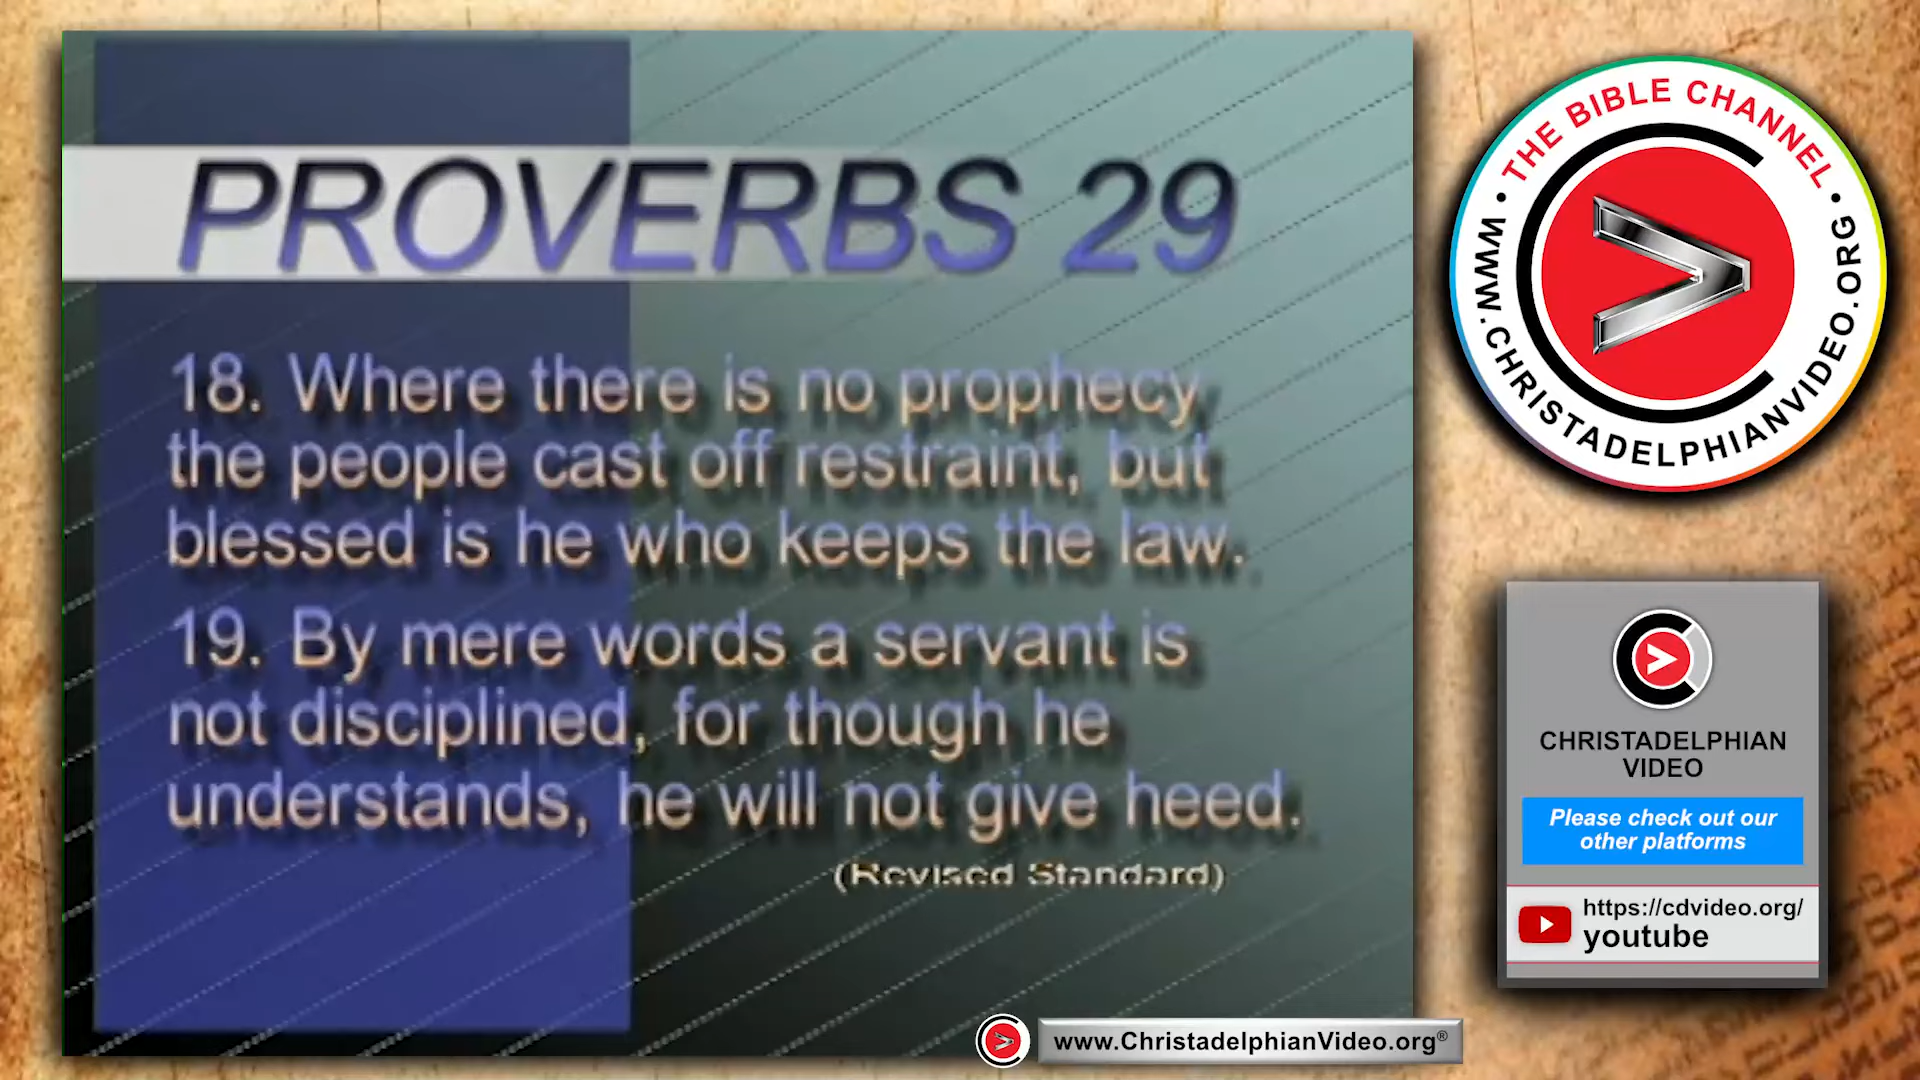 PROVERBS 29
18. Where there is no prophecy,
the people cast off restraint, but
blessed is he who keeps the law.
19. By mere words a servant is
not disciplined, for though he
understands, he will not give heed.
(Revised Standard)
• THE BIBLE CHANNEL •
WWW.CHRISTADELPHIANVIDEO.ORG
CHRISTADELPHIAN
VIDEO
Please check out our
other platforms
https://cdvideo.org/
youtube
www.ChristadelphianVideo.org®